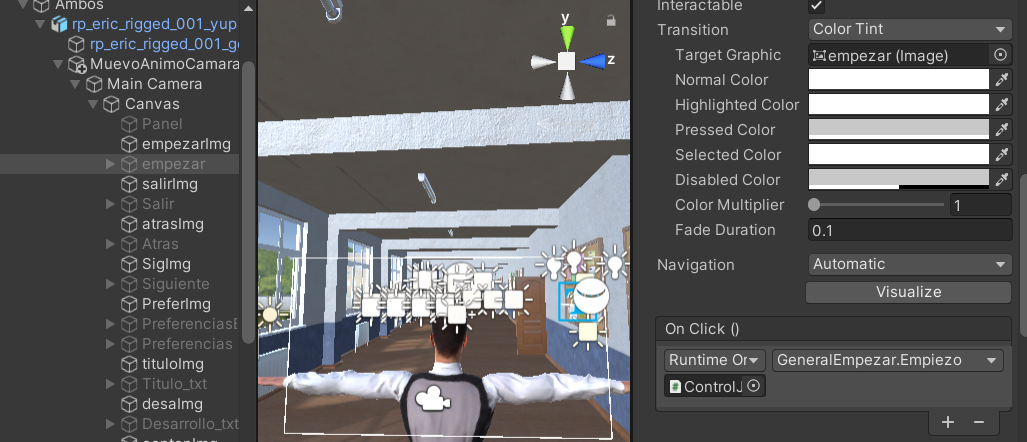 Ambos
rp_eric_rigged_001_yup
rp_eric_rigged_001_g
MuevoAnimoCamara
Main Camera
Canvas
Panel
empezarImg
empezar
salirImg
Salir
atrasImg
Atras
SigImg
Siguiente
PreferImg
Preferencias
Preferencias
tituloImg
Titulo_txt
desaImg
Desarrollo_txt
y
z
Interactable
Transition
Color Tint
Target Graphic
empezar (Image)
Normal Color
Highlighted Color
Pressed Color
Selected Color
Disabled Color
Color Multiplier
1
Fade Duration
0.1
Navigation
Automatic
Visualize
On Click ()
Runtime Or
GeneralEmpezar.Empiezo
ControlJ